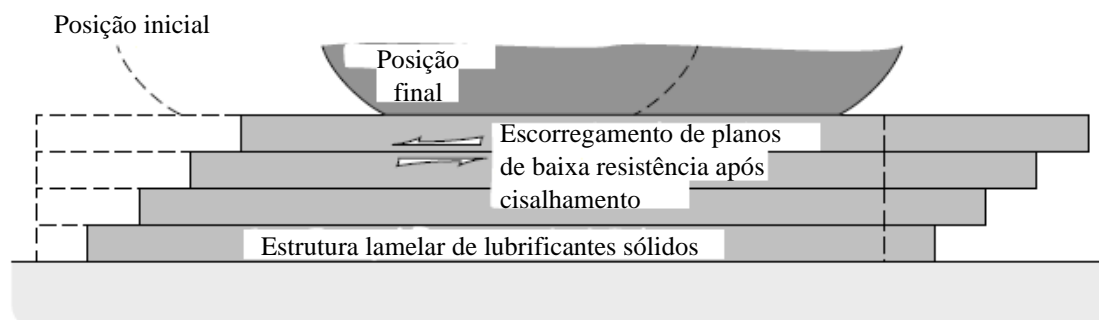 Posição inicial
Posição
final
Escorregamento de planos
de baixa resistência após
cisalhamento
Estrutura lamelar de lubrificantes sólidos